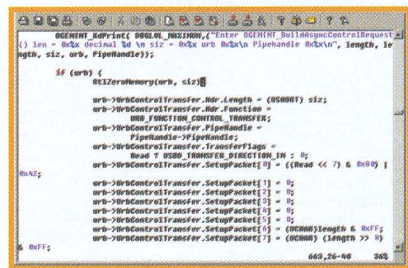 OGEMINT_KdPrint( DBGLVL_MAXIMUM,("Enter OGEMINT_BuildAsyncControlRequest
() len = 0x%x decimal %d \n siz = 0x%x urb 0x%x\n Pipehandle 0x%x\n", length, le
ngth, siz, urb, PipeHandle));
if (urb) {
RtlZeroMemory(urb, siz)
urb->UrbControlTransfer.Hdr.Length = (USHORT) siz;
urb->UrbControlTransfer.Hdr.Function =
URB_FUNCTION_CONTROL_TRANSFER;
urb->UrbControlTransfer.PipeHandle =
PipeHandle->PipeHandle;
urb->UrbControlTransfer.TransferFlags =
Read ? USBD_TRANSFER_DIRECTION_IN : 0;
urb->UrbControlTransfer.SetupPacket[0] = ((Read << 7) & 0x80) |
0x42;
urb->UrbControlTransfer.SetupPacket[1] = 0;
urb->UrbControlTransfer.SetupPacket[2] = 0;
urb->UrbControlTransfer.SetupPacket[3] = 0;
urb->UrbControlTransfer.SetupPacket[4] = 0;
urb->UrbControlTransfer.SetupPacket[5] = 0;
urb->UrbControlTransfer.SetupPacket[6] = (UCHAR)length & 0xFF;
urb->UrbControlTransfer.SetupPacket[7] = (UCHAR) (length >> 8)
& 0xFF;
663,26-40 36%